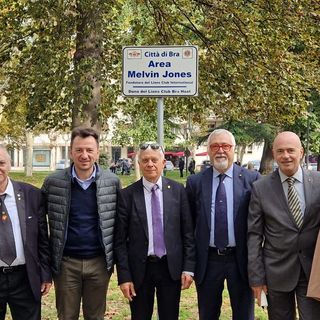 Città di Bra
Area
Melvin Jones
Fondatore del Lions Club International
Dono del Lions Club Bra Host